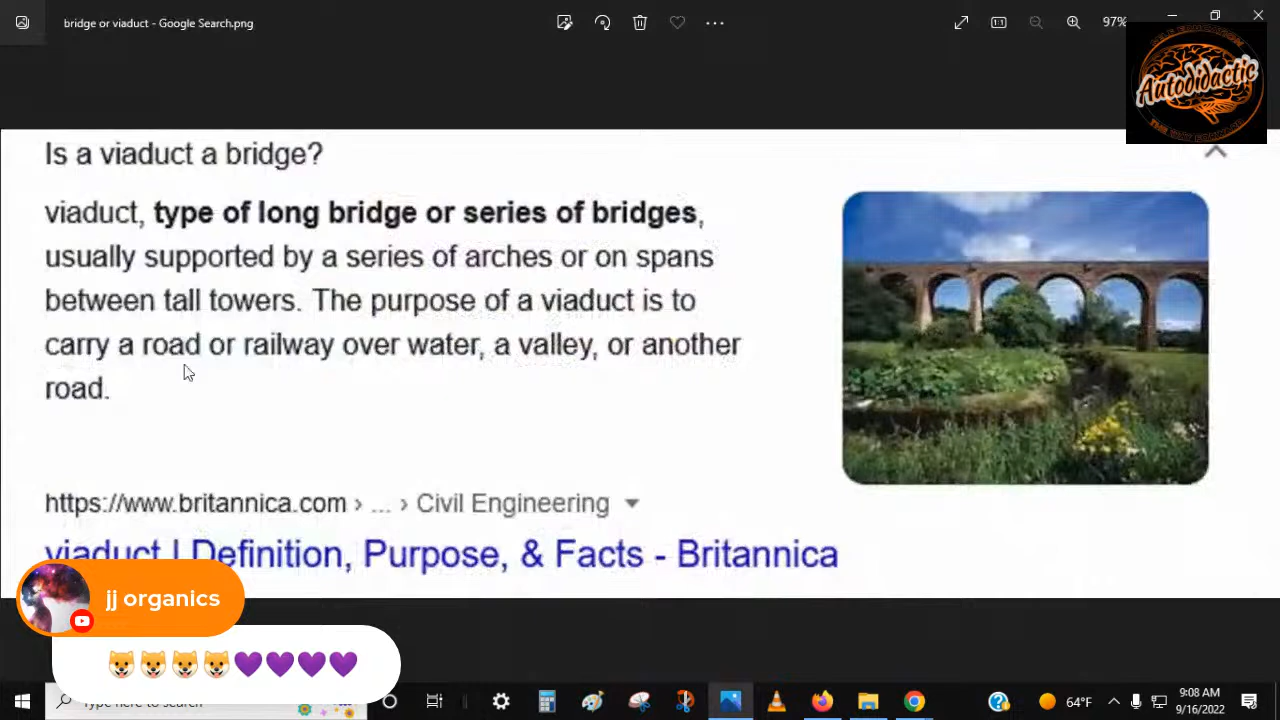 bridge or viaduct - Google Search.png
97%
Autodidactic
Is a viaduct a bridge?
viaduct, type of long bridge or series of bridges,
usually supported by a series of arches or on spans
between tall towers. The purpose of a viaduct is to
carry a road or railway over water, a valley, or another
road.
https://www.britannica.com › ... › Civil Engineering
viaduct | Definition, Purpose, & Facts - Britannica
jj organics
🐶🐶🐶🐶💜💜💜💜
Type here to search
64°F
9:08 AM
9/16/2022